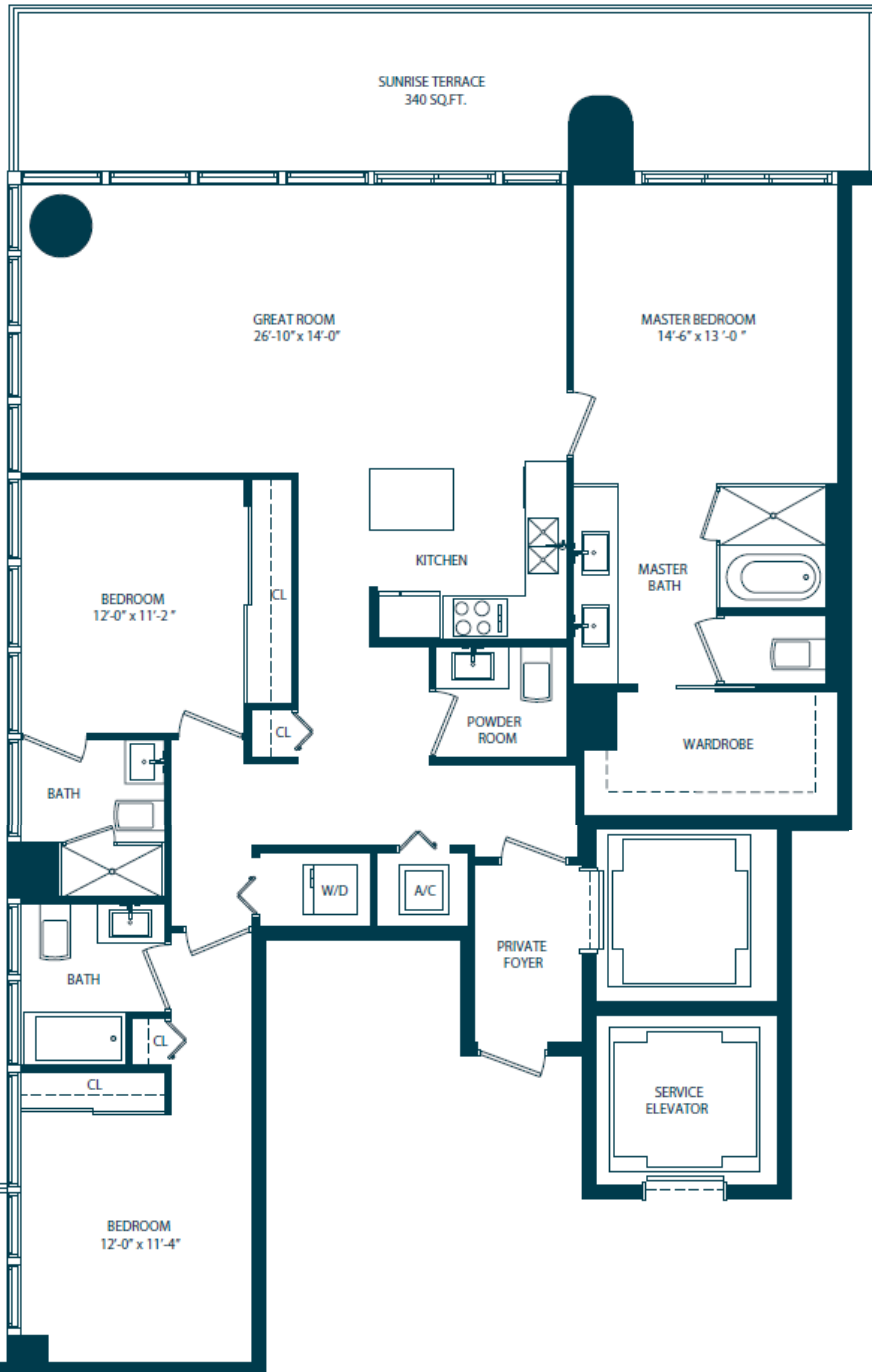 SUNRISE TERRACE
340 SQ.FT.
GREAT ROOM
26'-10" x 14'-0"
MASTER BEDROOM
14'-6" x 13 '-0 "
KITCHEN
MASTER
BATH
BEDROOM
12'-0" x 11'-2 "
CL
CL
POWDER
ROOM
WARDROBE
BATH
W/D
A/C
PRIVATE
FOYER
BATH
CL
CL
SERVICE
ELEVATOR
BEDROOM
12'-0" x 11'-4"